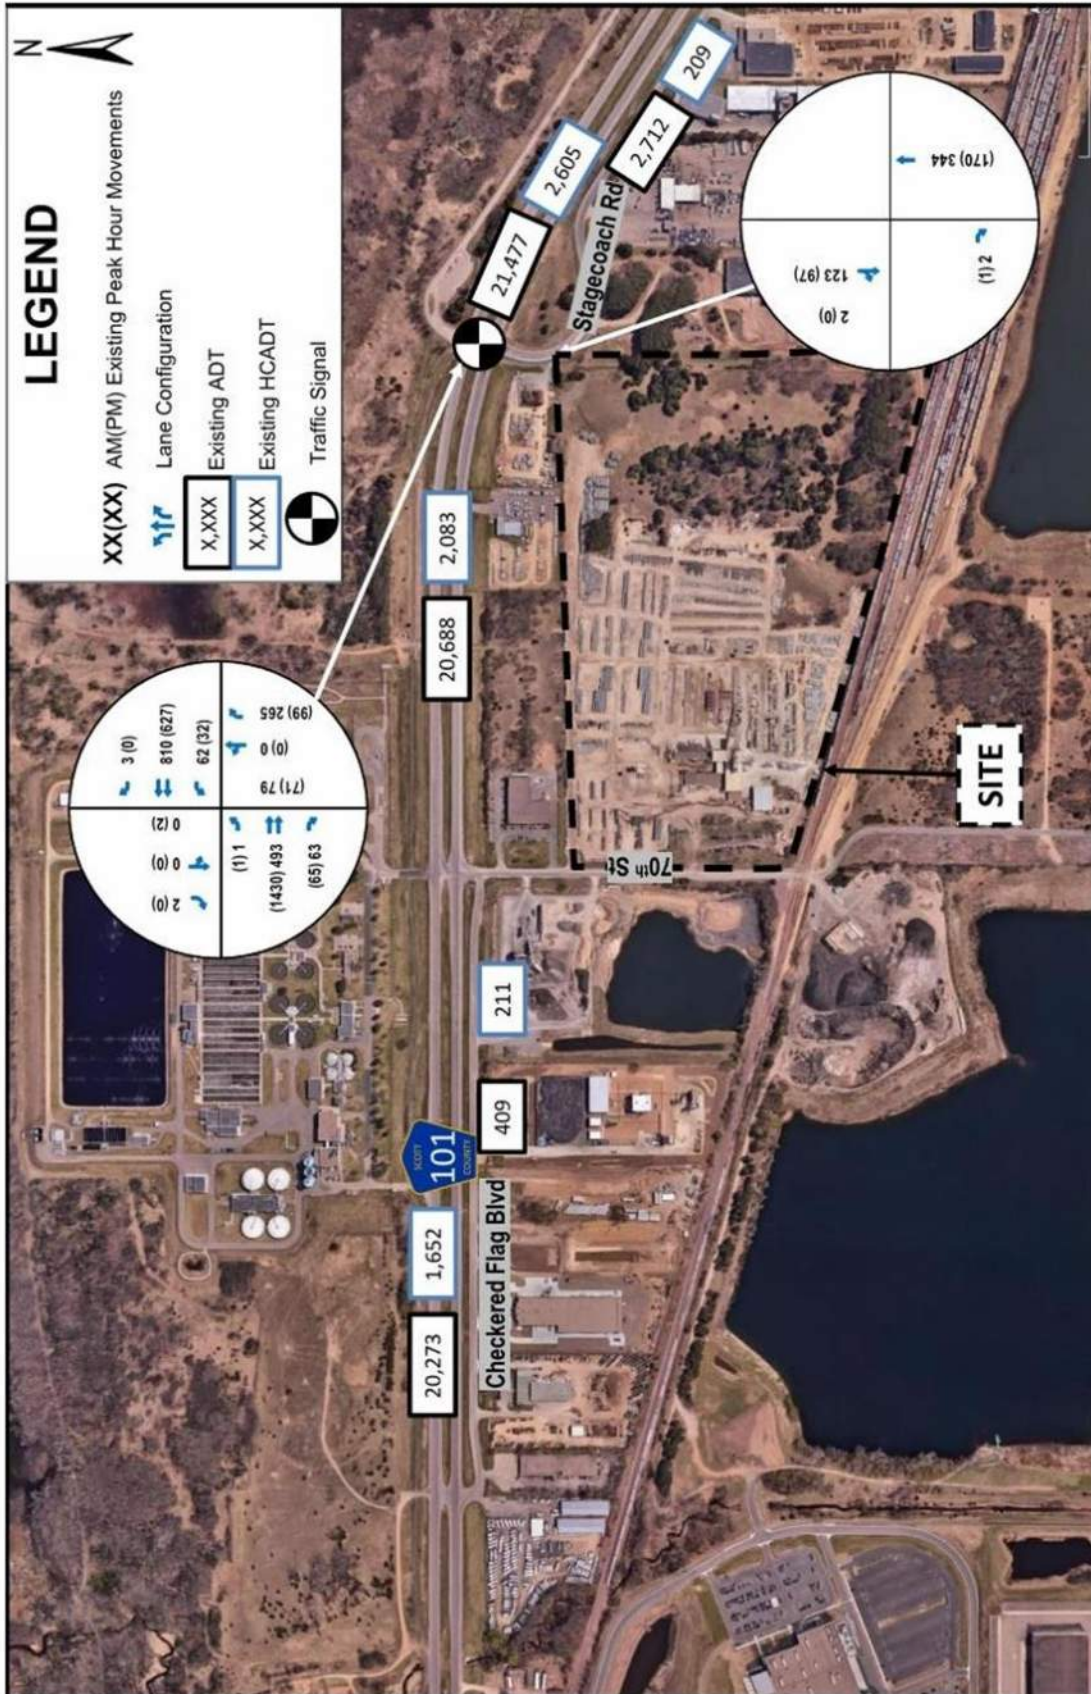 N
LEGEND
XX(XX) AM(PM) Existing Peak Hour Movements
Lane Configuration
X,XXX Existing ADT
X,XXX Existing HCADT
Traffic Signal
209
2,712
2,605
21,477
Stagecoach Rd
2,083
20,688
3 (0)
810 (627)
62 (32)
0 (2)
0 (0)
2 (0)
(1) 1
(1430) 493
(65) 63
(71) 79
(0) 0
(99) 265
123 (97)
2 (0)
(170) 344
(1) 2
70th St
SITE
211
409
SCOTT
101
COUNTY
1,652
20,273
Checkered Flag Blvd